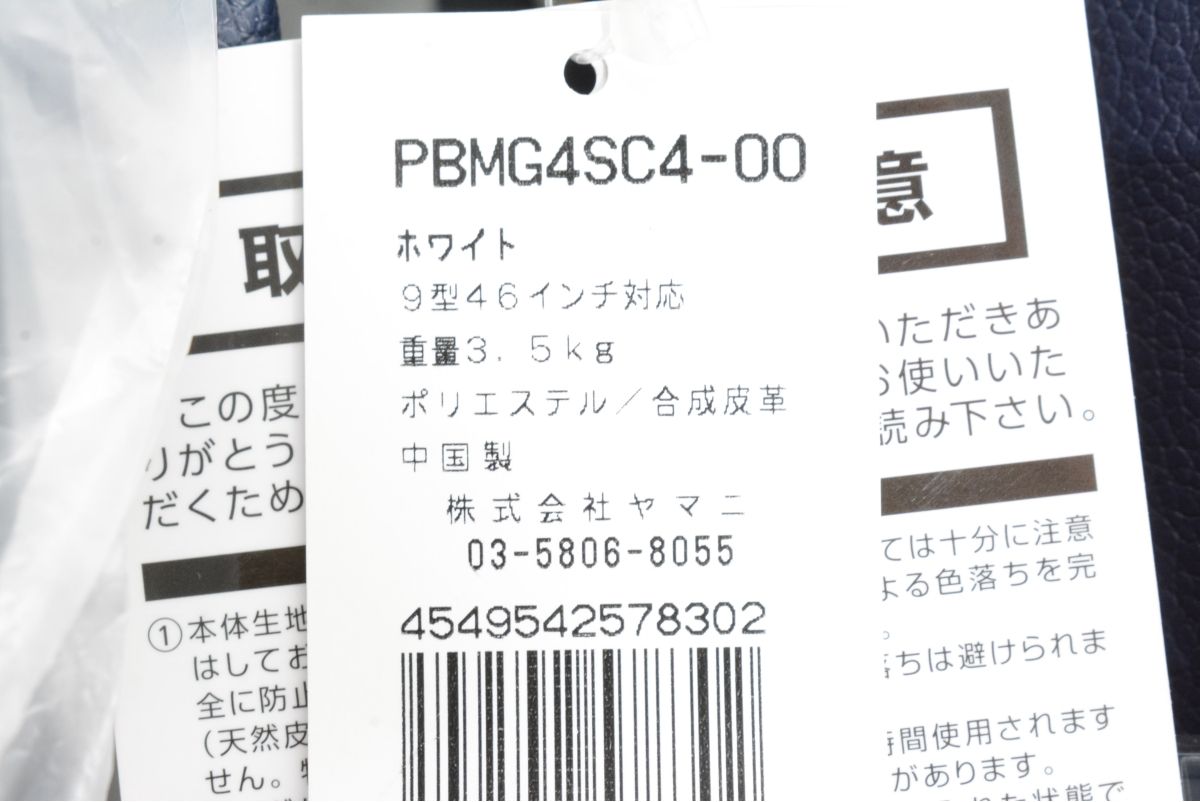 PBMG4SC4-00
ホワイト
9型46インチ対応
重量3.5kg
ポリエステル/合成皮革
中国製
株式会社ヤマニ
03-5806-8055
4549542578302
取
意
この度
りがとう
だくため
いただきあ
お使いいた
読み下さい。
①本体生地
はしてお
全に防止
(天然皮
せん。
ては十分に注意
よる色落ちを完
。
落ちは避けられま
時間使用されます
があります。
れた状態で